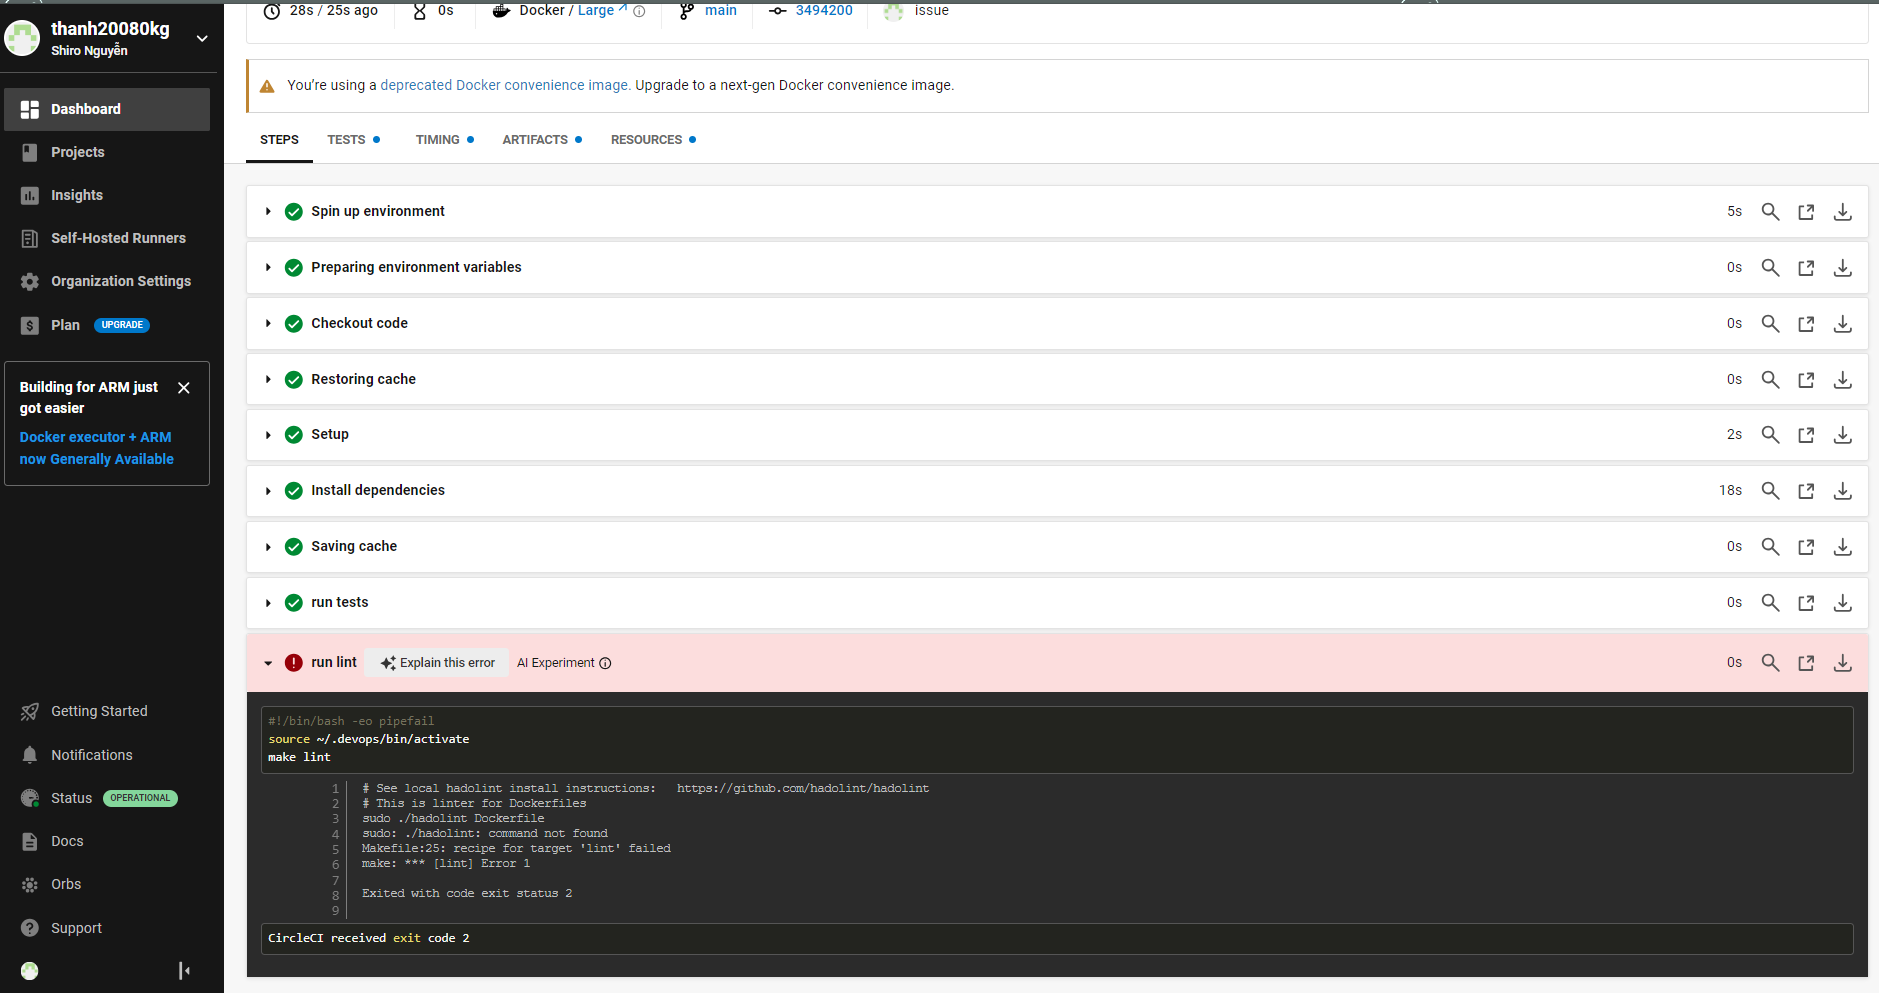 thanh20080kg
Shiro Nguyễn
Dashboard
Projects
Insights
Self-Hosted Runners
Organization Settings
Plan UPGRADE
Building for ARM just
got easier
Docker executor + ARM
now Generally Available
Getting Started
Notifications
Status OPERATIONAL
Docs
Orbs
Support
28s / 25s ago 0s Docker / Large main 3494200 issue
You're using a deprecated Docker convenience image. Upgrade to a next-gen Docker convenience image.
STEPS TESTS TIMING ARTIFACTS RESOURCES
Spin up environment 5s
Preparing environment variables 0s
Checkout code 0s
Restoring cache 0s
Setup 2s
Install dependencies 18s
Saving cache 0s
run tests 0s
run lint Explain this error AI Experiment 0s
#!/bin/bash -eo pipefail
source ~/.devops/bin/activate
make lint
1 # See local hadolint install instructions:   https://github.com/hadolint/hadolint
2 # This is linter for Dockerfiles
3 sudo ./hadolint Dockerfile
4 sudo: ./hadolint: command not found
5 Makefile:25: recipe for target 'lint' failed
6 make: *** [lint] Error 1
7
8 Exited with code exit status 2
9
CircleCI received exit code 2